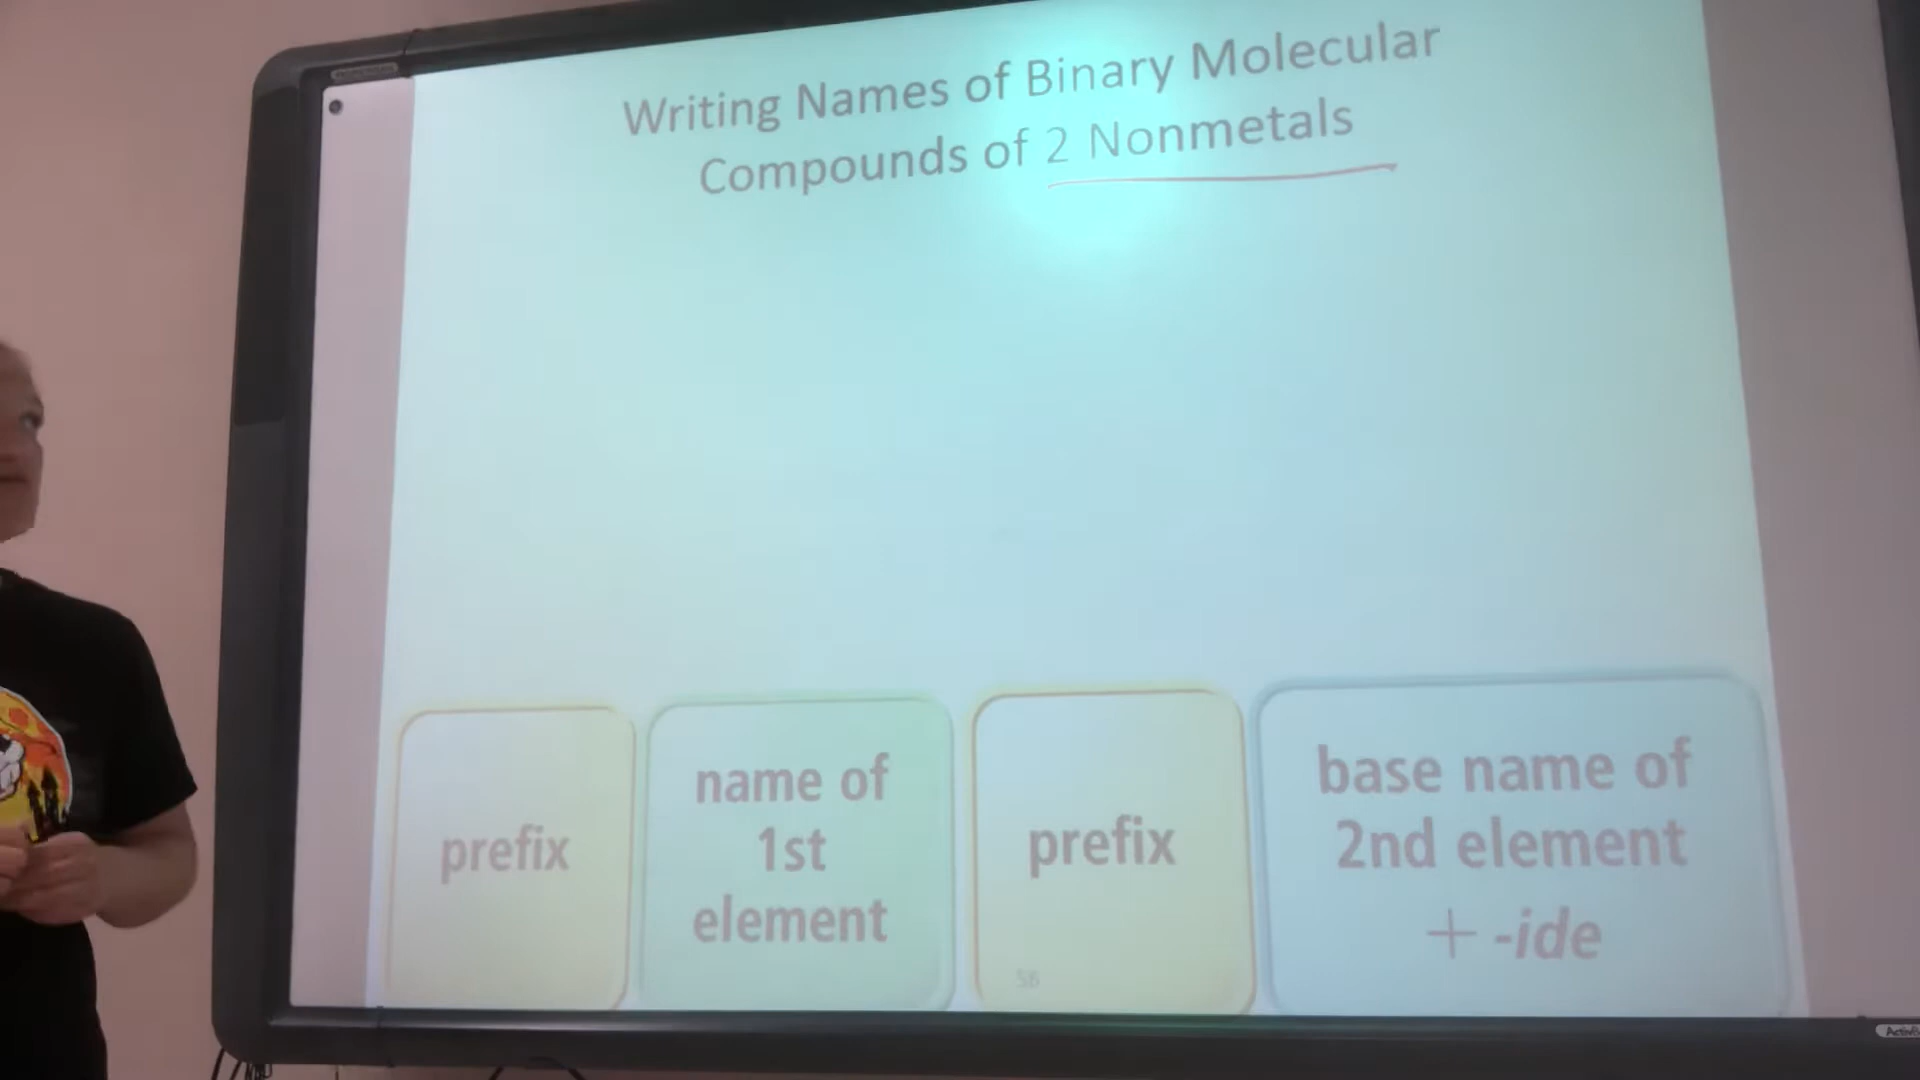 Writing Names of Binary Molecular
Compounds of 2 Nonmetals
prefix
name of
1st
element
prefix
base name of
2nd element
+ -ide
56